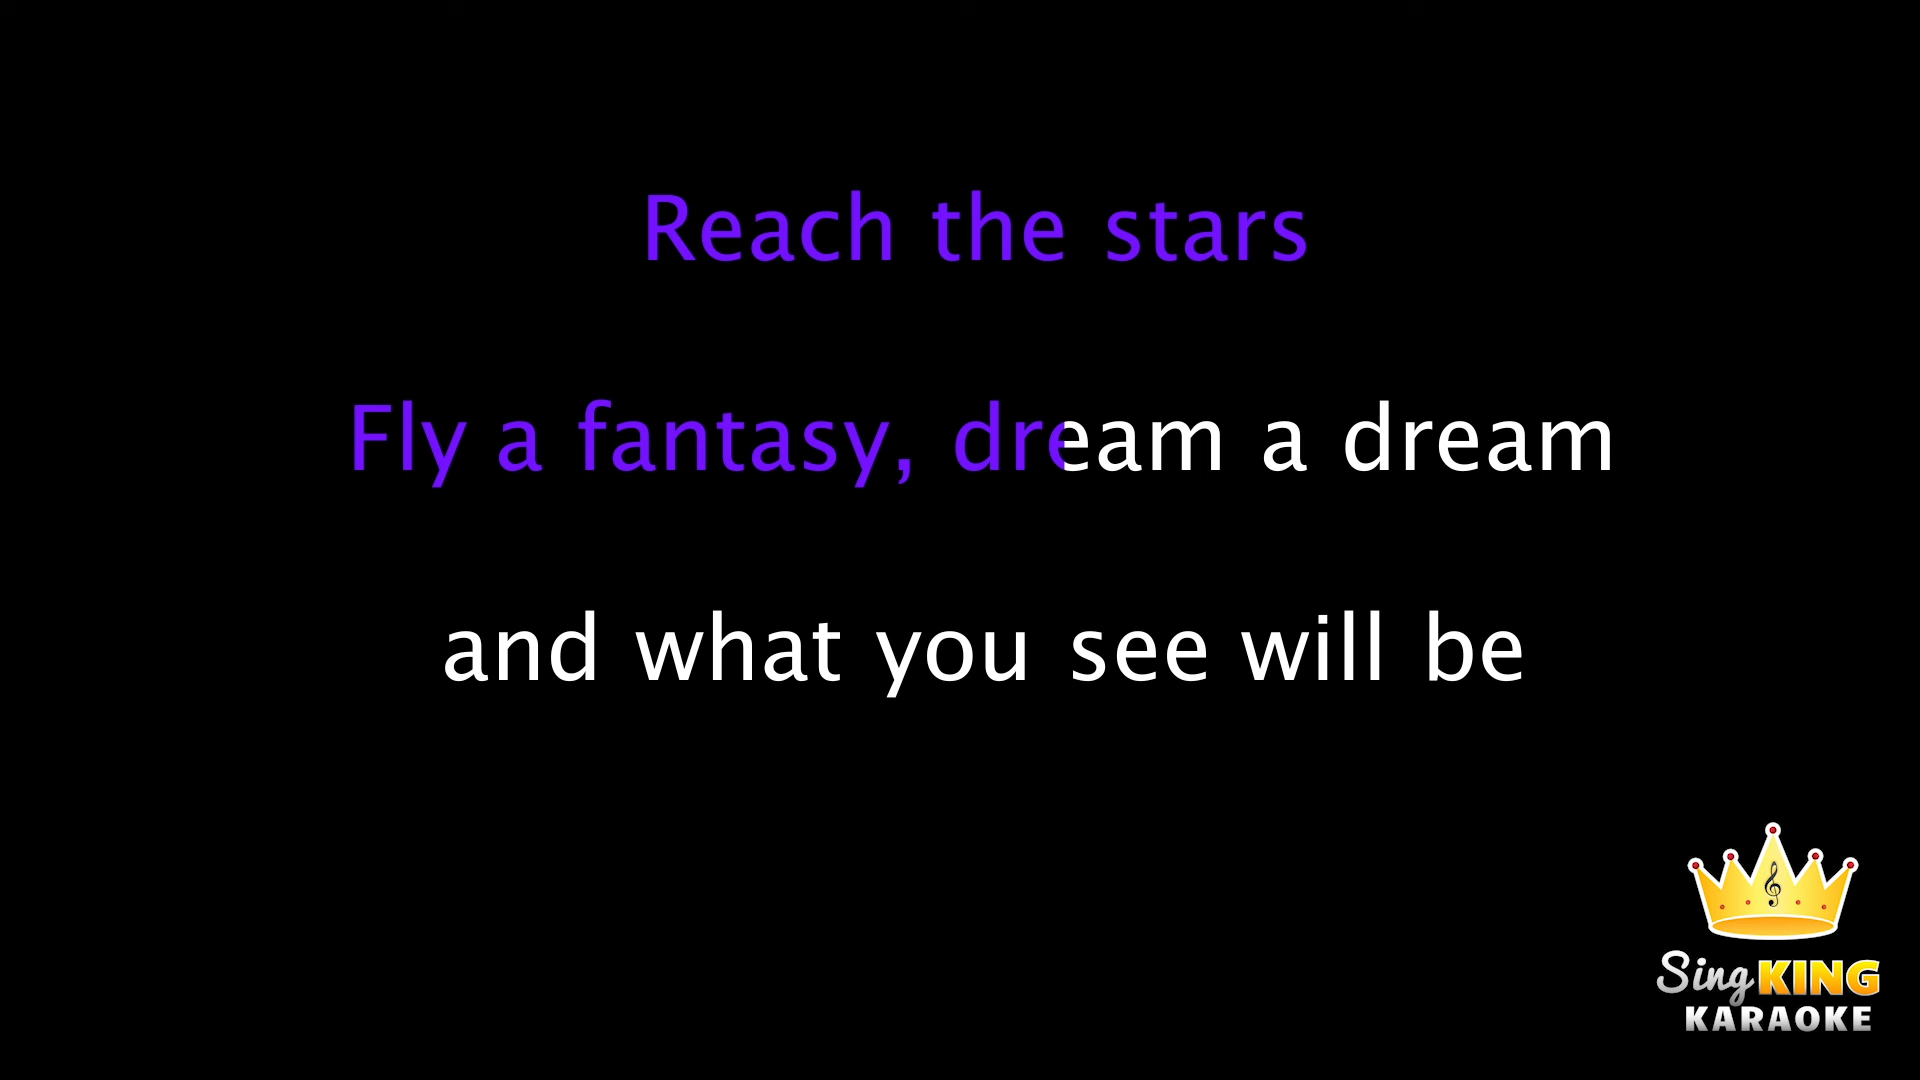 Reach the stars
Fly a fantasy, dream a dream
and what you see will be
Sing KING
KARAOKE